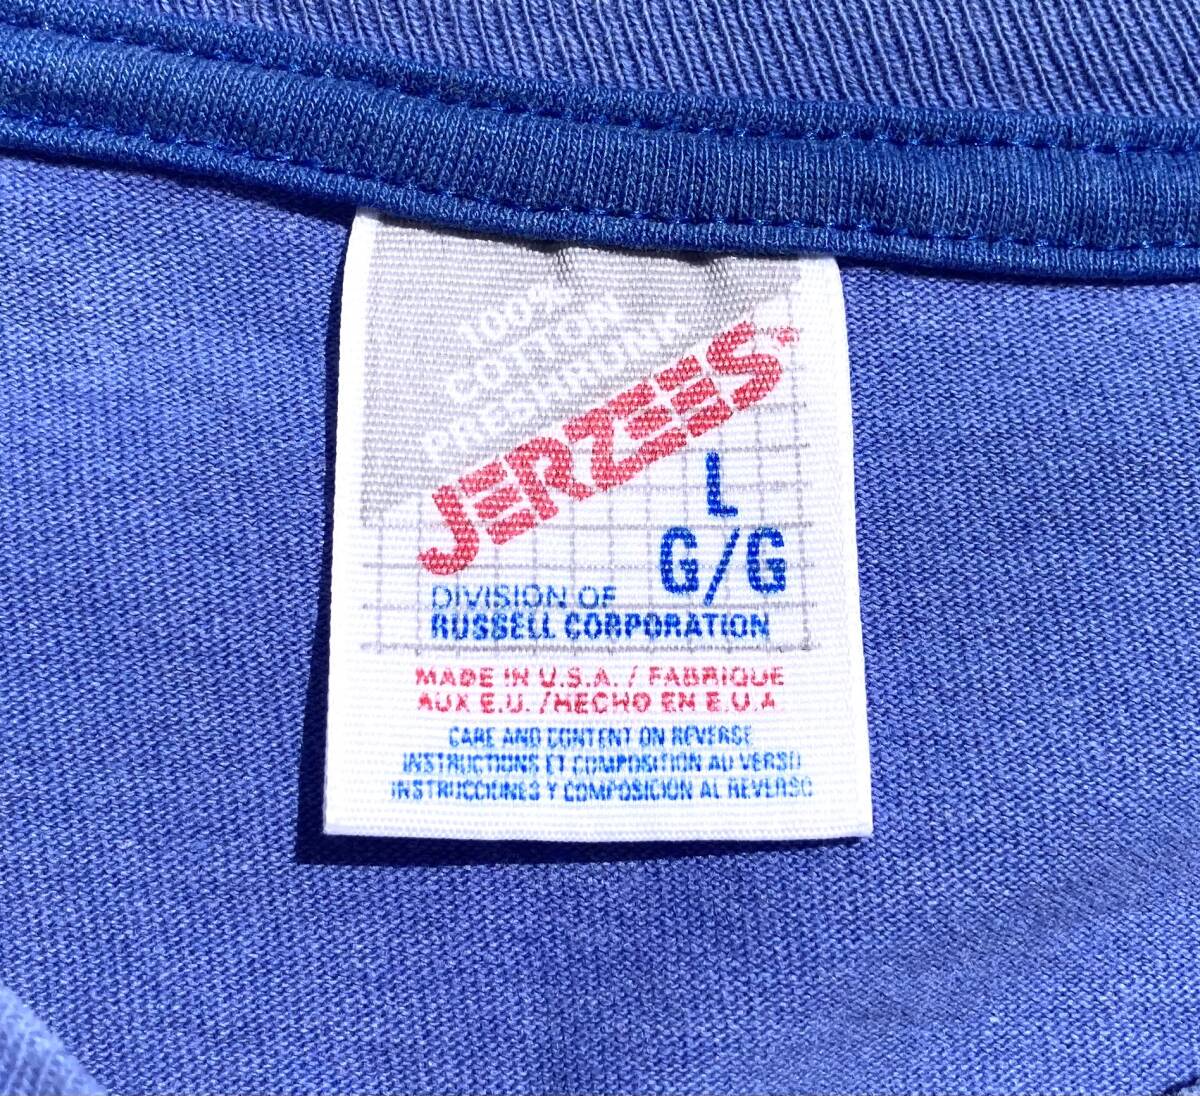 100%
COTTON
PRESHRUNK
JERZEES
L
G/G
DIVISION OF
RUSSELL CORPORATION
MADE IN U.S.A. / FABRIQUE
AUX E.U. /HECHO EN E.U.A
CARE AND CONTENT ON REVERSE
INSTRUCTIONS ET COMPOSITION AU VERSO
INSTRUCCIONES Y COMPOSICION AL REVERSO